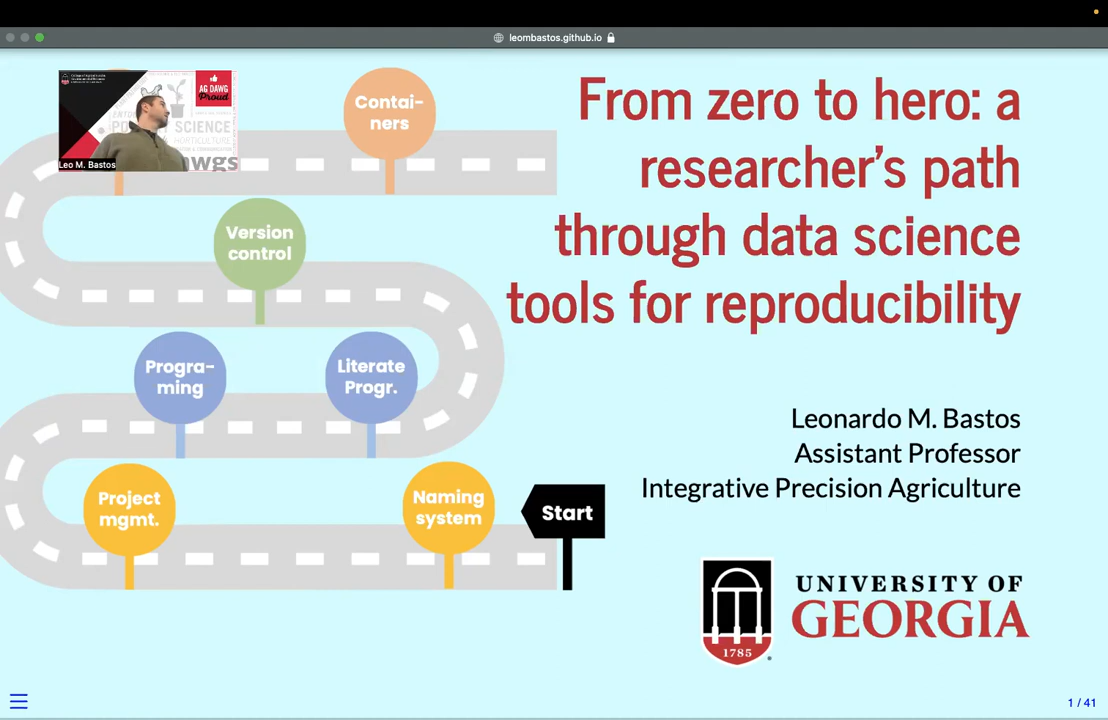 leombastos.github.io
AG DAWG
Proud
SCIENCE
HORTICULTURE
Leo M. Bastos
Contai-
ners
From zero to hero: a
researcher's path
through data science
tools for reproducibility
Version
control
Progra-
ming
Literate
Progr.
Leonardo M. Bastos
Assistant Professor
Integrative Precision Agriculture
Project
mgmt.
Naming
system
Start
UNIVERSITY OF
GEORGIA
1785
1 / 41